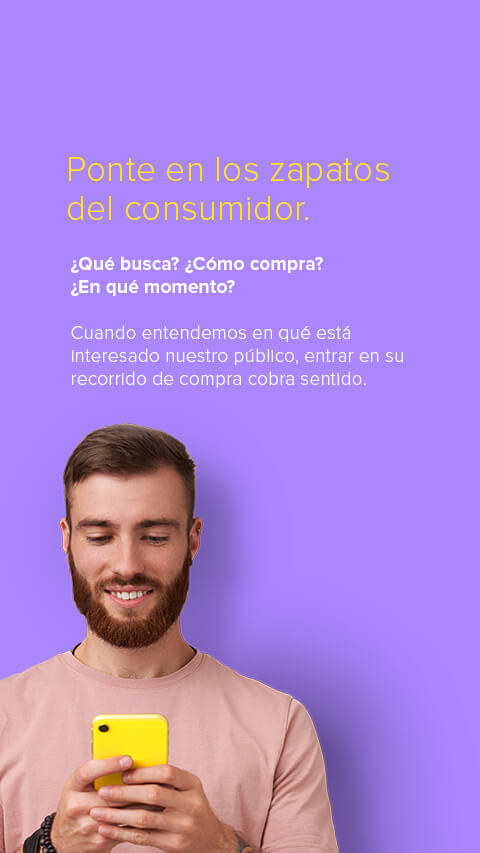 Ponte en los zapatos
del consumidor.
¿Qué busca? ¿Cómo compra?
¿En qué momento?
Cuando entendemos en qué está
interesado nuestro público, entrar en su
recorrido de compra cobra sentido.